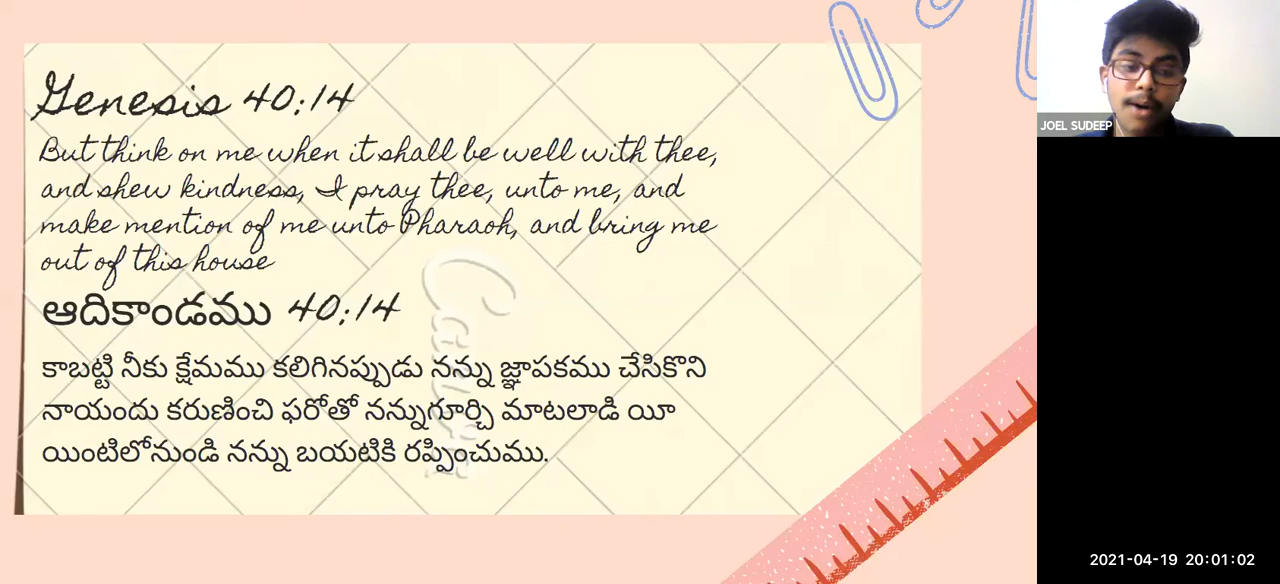 Genesis 40:14
But think on me when it shall be well with thee,
and shew kindness, I pray thee, unto me, and
make mention of me unto Pharaoh, and bring me
out of this house
ఆదికాండము 40:14
కాబట్టి నీకు క్షేమము కలిగినప్పుడు నన్ను జ్ఞాపకము చేసికొని
నాయందు కరుణించి ఫరోతో నన్నుగూర్చి మాటలాడి యీ
యింటిలోనుండి నన్ను బయటికి రప్పించుము.
JOEL SUDEEP
2021-04-19 20:01:02